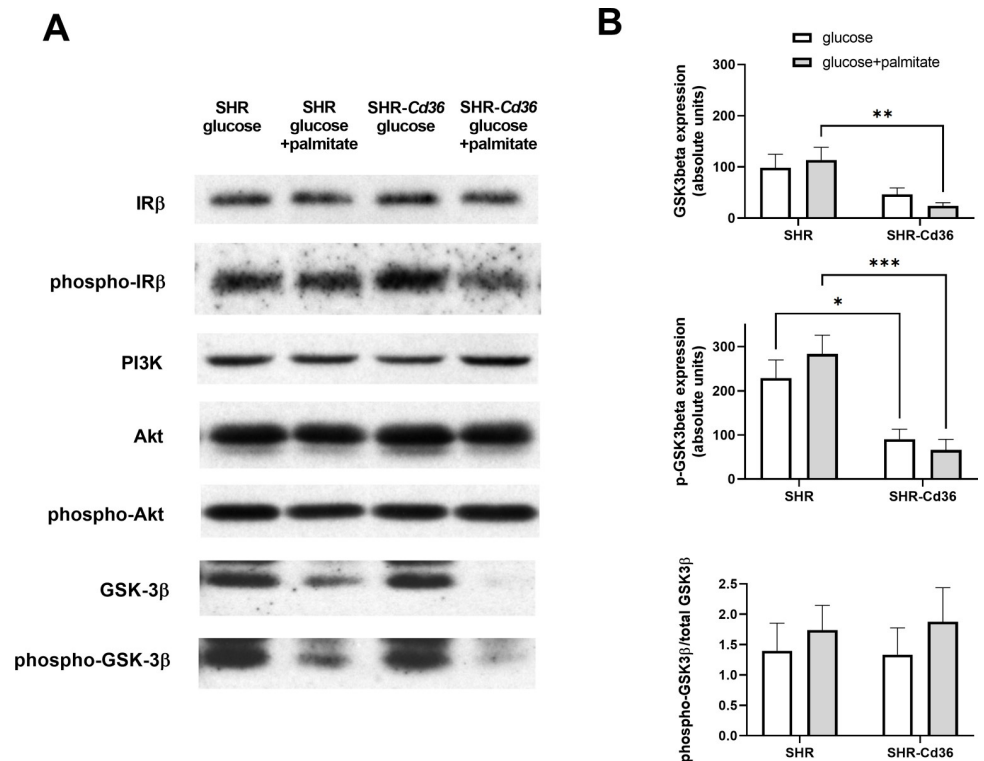 A
SHR
glucose
SHR
glucose
+palmitate
SHR-Cd36
glucose
SHR-Cd36
glucose
+palmitate
IRβ
phospho-IRβ
PI3K
Akt
phospho-Akt
GSK-3β
phospho-GSK-3β
B
glucose
glucose+palmitate
GSK3beta expression
(absolute units)
300
200
100
0
**
SHR
SHR-Cd36
p-GSK3beta expression
(absolute units)
300
200
100
0
***
*
SHR
SHR-Cd36
phospho-GSK3β/total GSK3β
2.5
2.0
1.5
1.0
0.5
0.0
SHR
SHR-Cd36